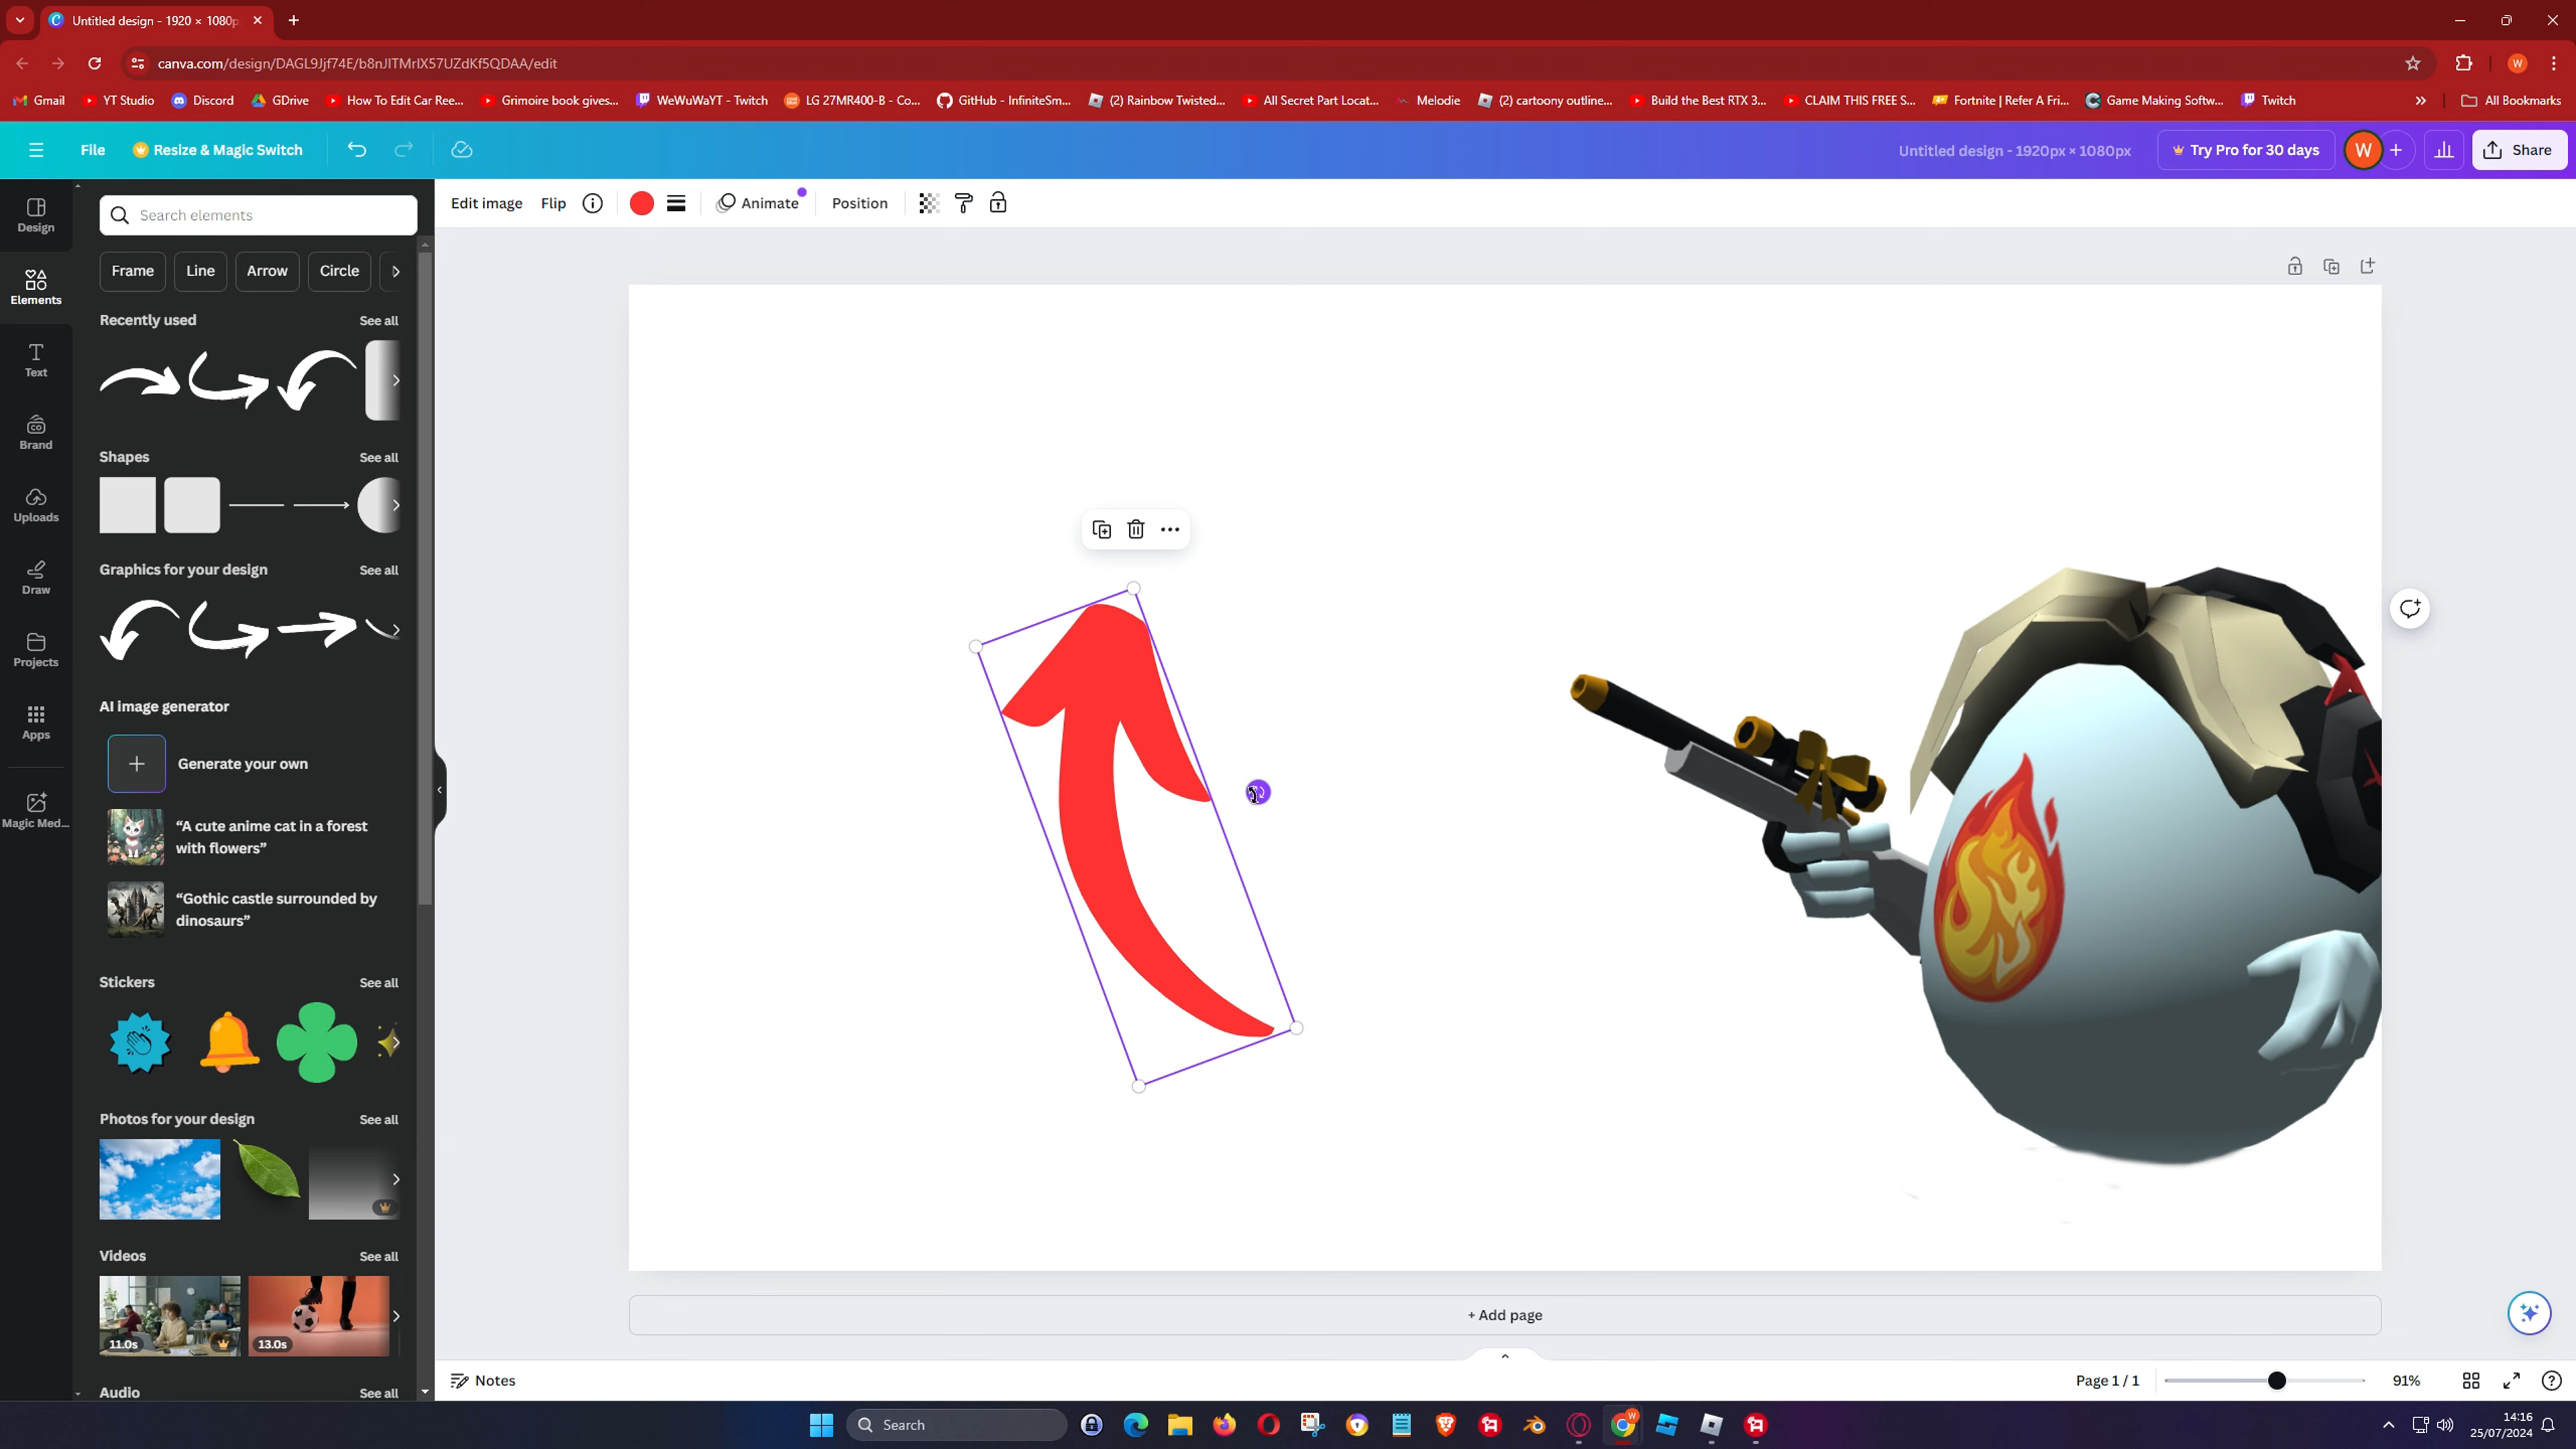 Untitled design - 1920 × 1080p
canva.com/design/DAGL9Jjf74E/b8nJITMrIX57UZdKf5QDAA/edit
W
Gmail
YT Studio
Discord
GDrive
How To Edit Car Ree...
Grimoire book gives...
WeWuWaYT - Twitch
LG 27MR400-B - Co...
GitHub - InfiniteSm...
(2) Rainbow Twisted...
All Secret Part Locat...
Melodie
(2) cartoony outline...
Build the Best RTX 3...
CLAIM THIS FREE S...
Fortnite | Refer A Fri...
Game Making Softw...
Twitch
All Bookmarks
File
Resize & Magic Switch
Untitled design - 1920px × 1080px
Try Pro for 30 days
W
Share
Design
Elements
Text
Brand
Uploads
Draw
Projects
Apps
Magic Med...
Search elements
Frame
Line
Arrow
Circle
Recently used
See all
Shapes
See all
Graphics for your design
See all
AI image generator
Generate your own
“A cute anime cat in a forest
with flowers”
“Gothic castle surrounded by
dinosaurs”
Stickers
See all
Photos for your design
See all
Videos
See all
11.0s
13.0s
Audio
See all
Edit image
Flip
Animate
Position
+ Add page
Notes
Page 1 / 1
91%
Search
W
14:16
25/07/2024